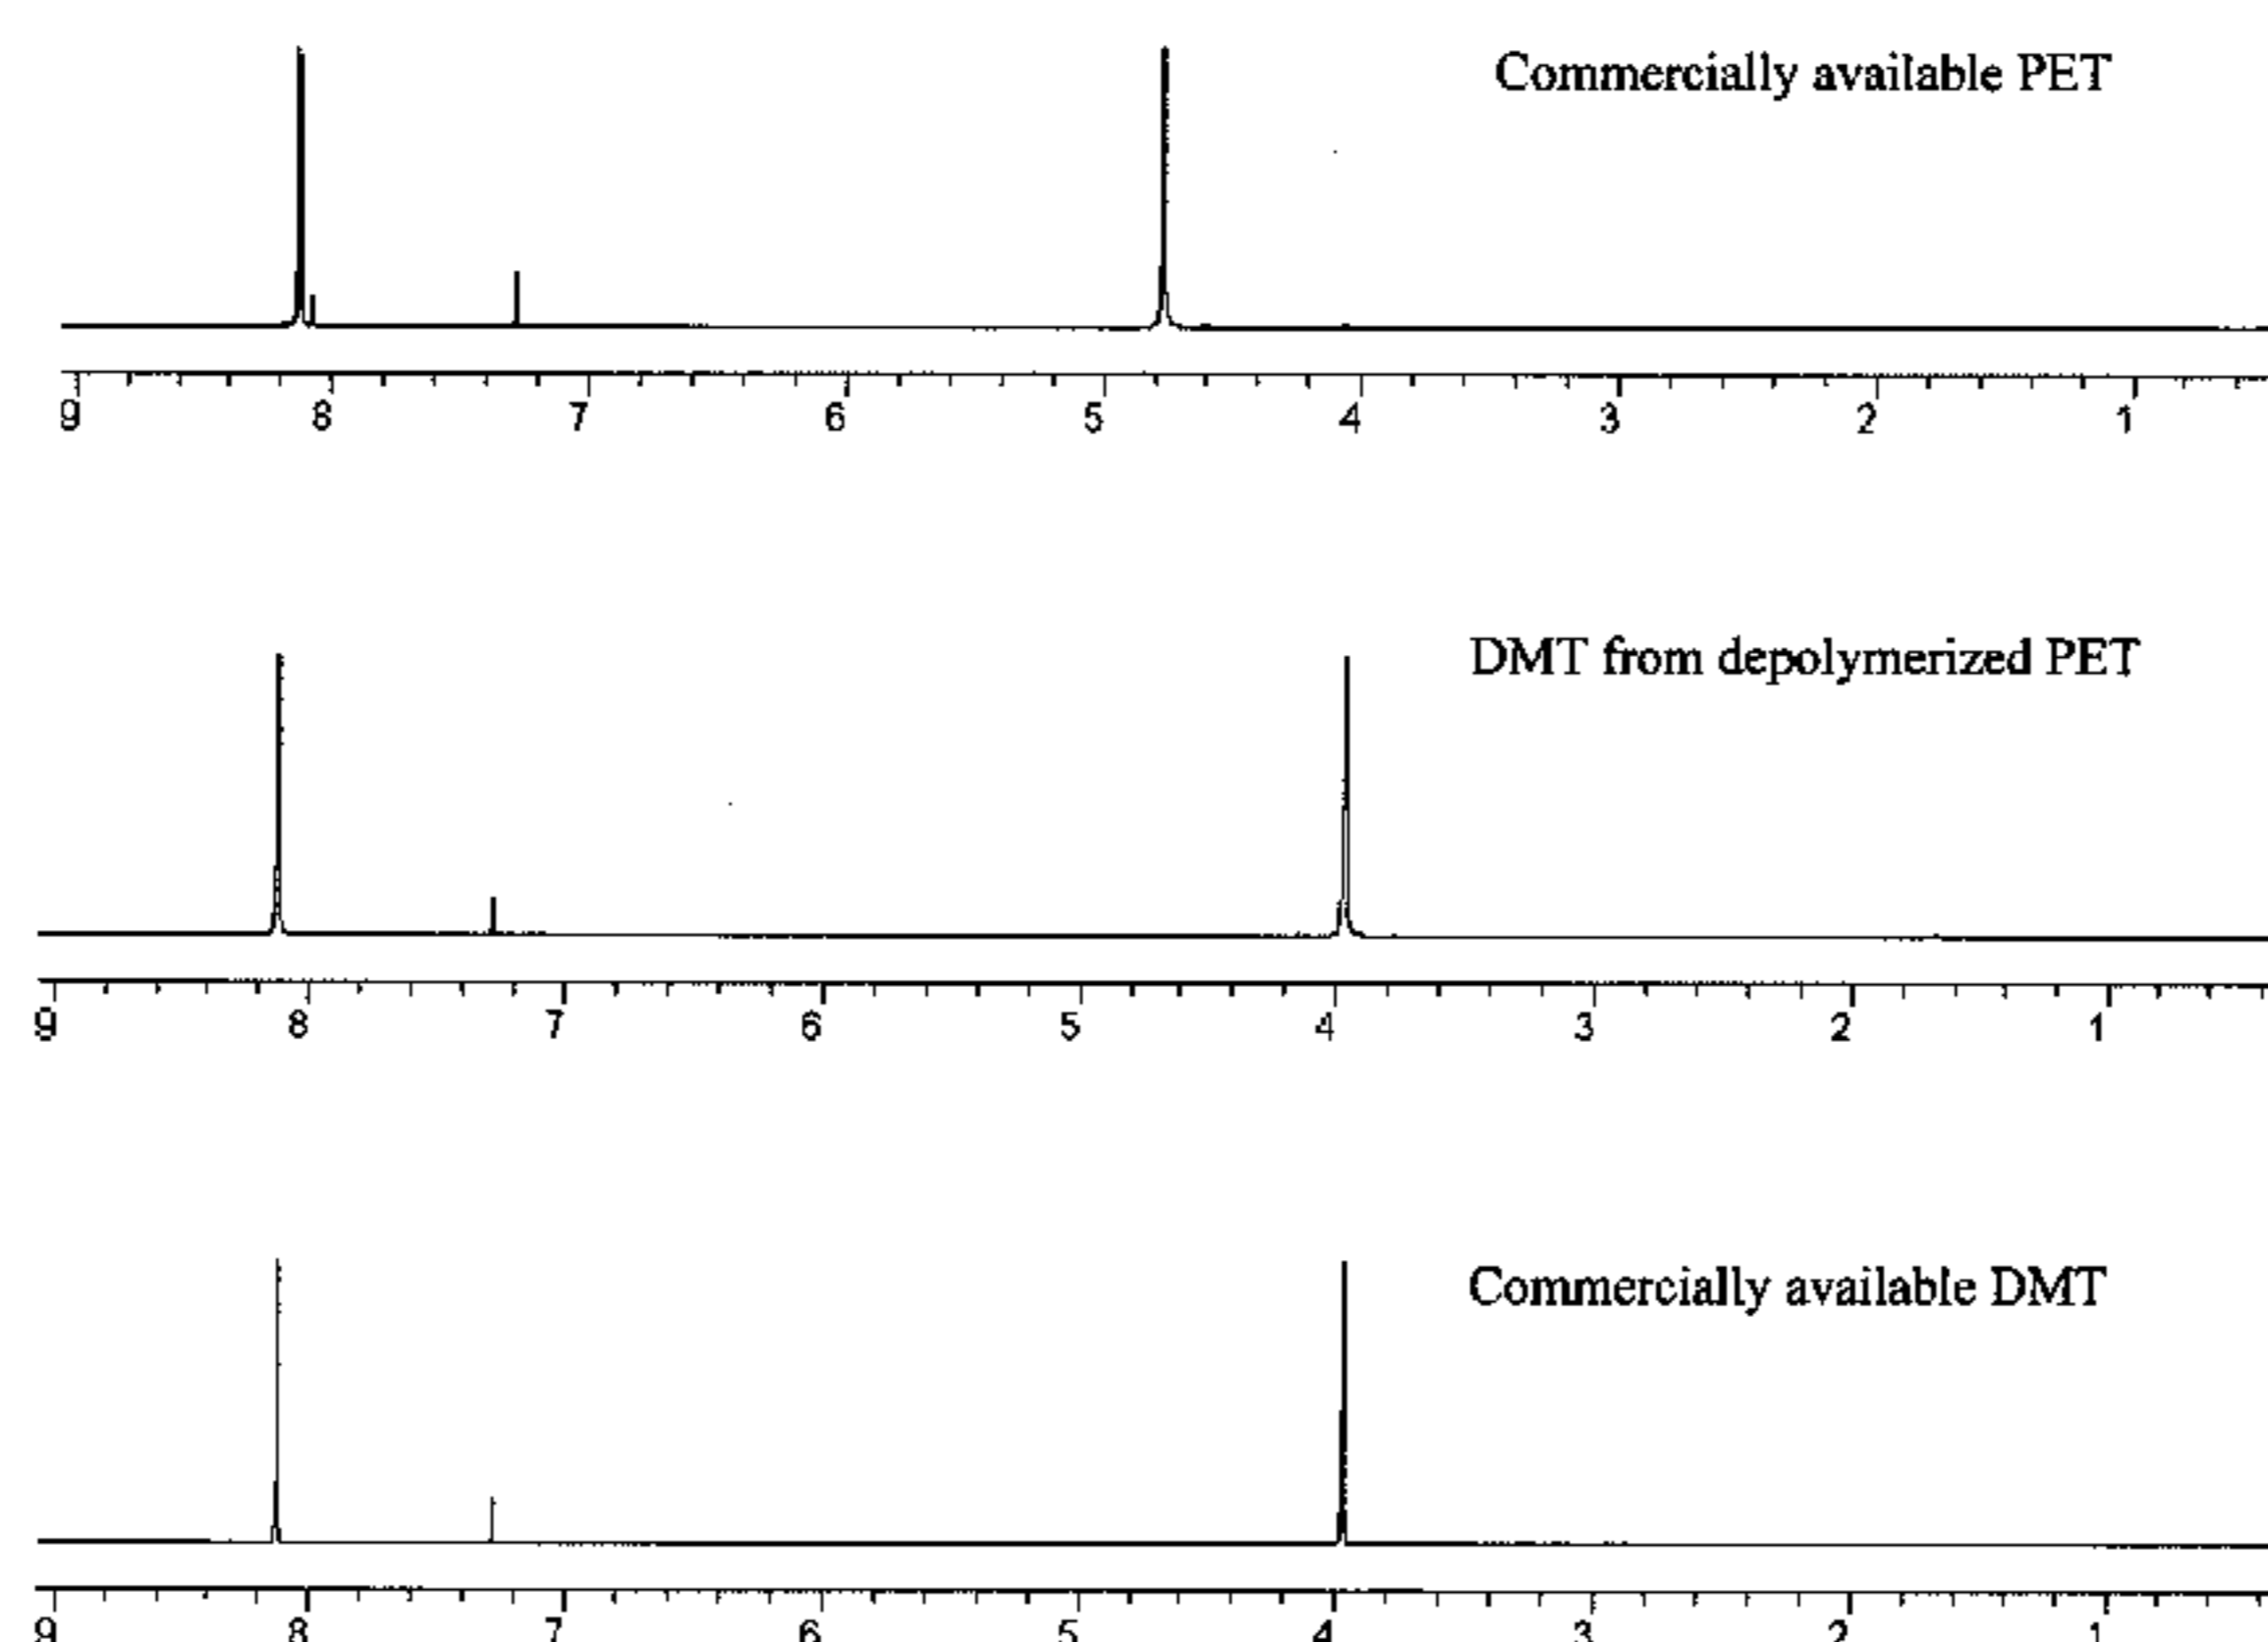 Commercially available PET
9 8 7 6 5 4 3 2 1
DMT from depolymerized PET
9 8 7 6 5 4 3 2 1
Commercially available DMT
9 8 7 6 5 4 3 2 1